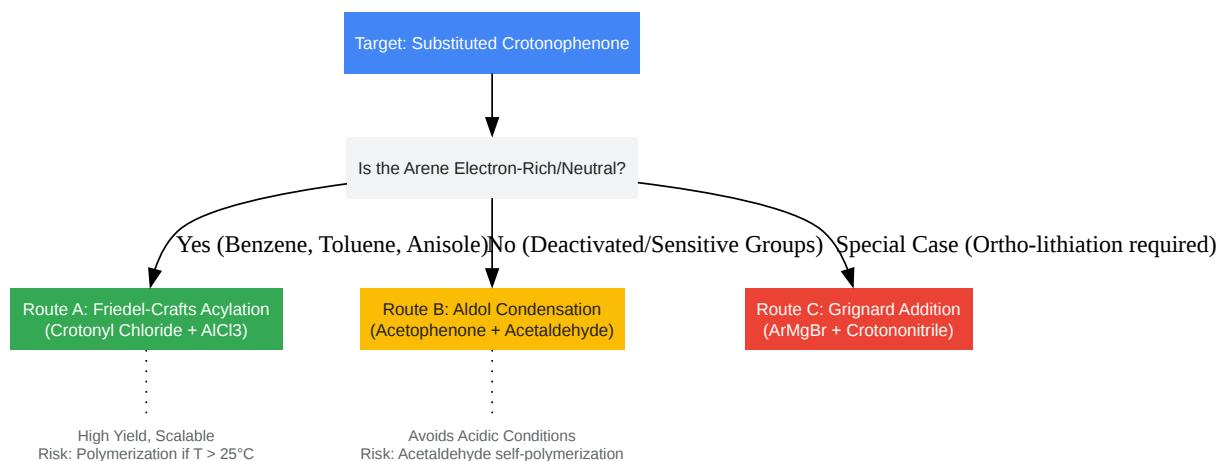 Target: Substituted Crotonophenone
Is the Arene Electron-Rich/Neutral?
Yes (Benzene, Toluene, Anisole)
No (Deactivated/Sensitive Groups)
Special Case (Ortho-lithiation required)
Route A: Friedel-Crafts Acylation
(Crotonyl Chloride + AlCl3)
Route B: Aldol Condensation
(Acetophenone + Acetaldehyde)
Route C: Grignard Addition
(ArMgBr + Crotononitrile)
High Yield, Scalable
Risk: Polymerization if T > 25°C
Avoids Acidic Conditions
Risk: Acetaldehyde self-polymerization